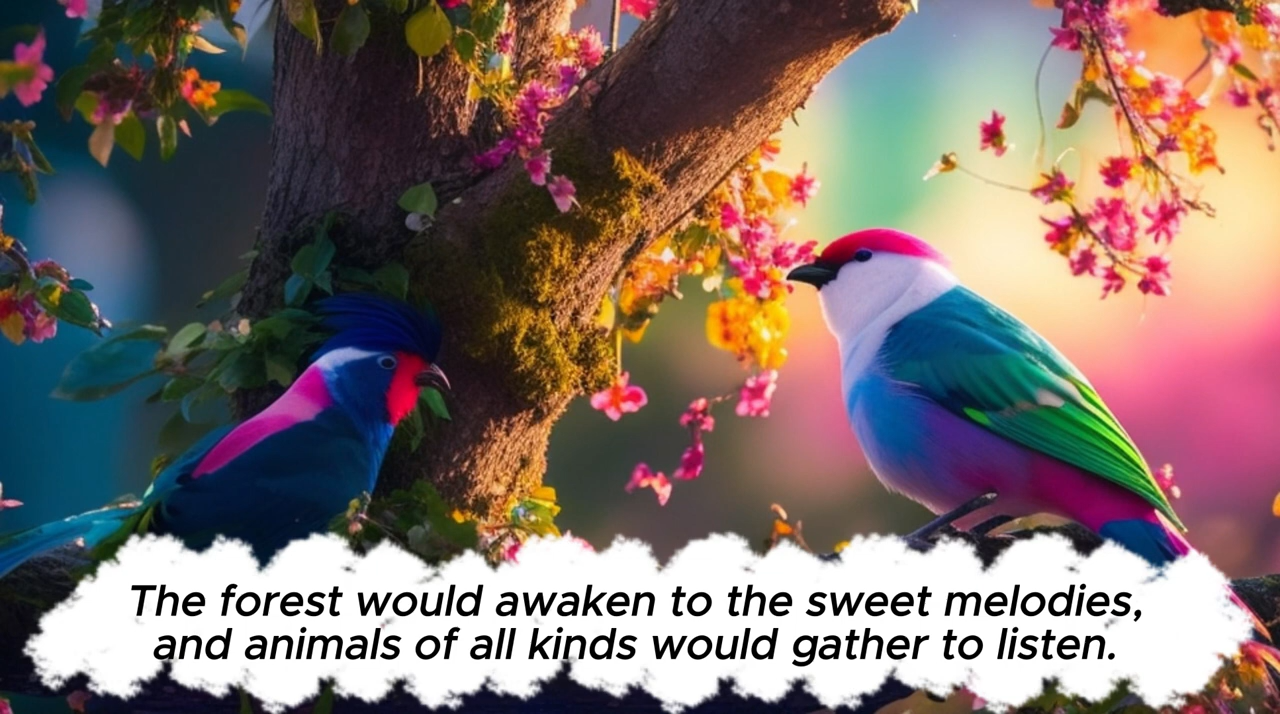 The forest would awaken to the sweet melodies,
and animals of all kinds would gather to listen.